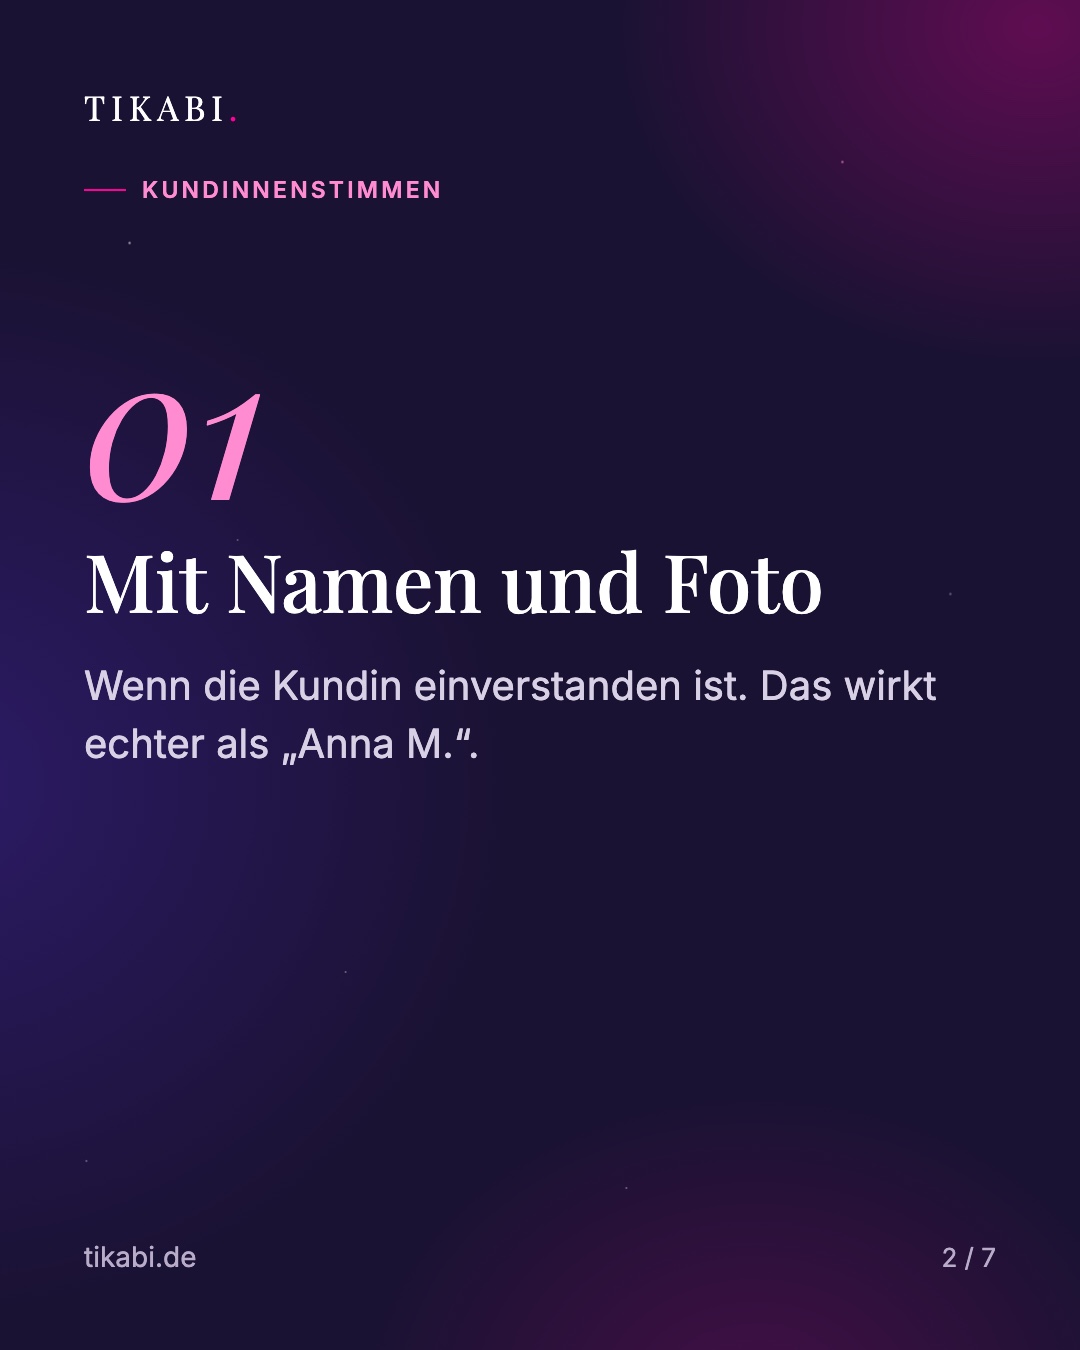 TIKABI.
KUNDINNENSTIMMEN
01
Mit Namen und Foto
Wenn die Kundin einverstanden ist. Das wirkt
echter als „Anna M.“.
tikabi.de
2 / 7